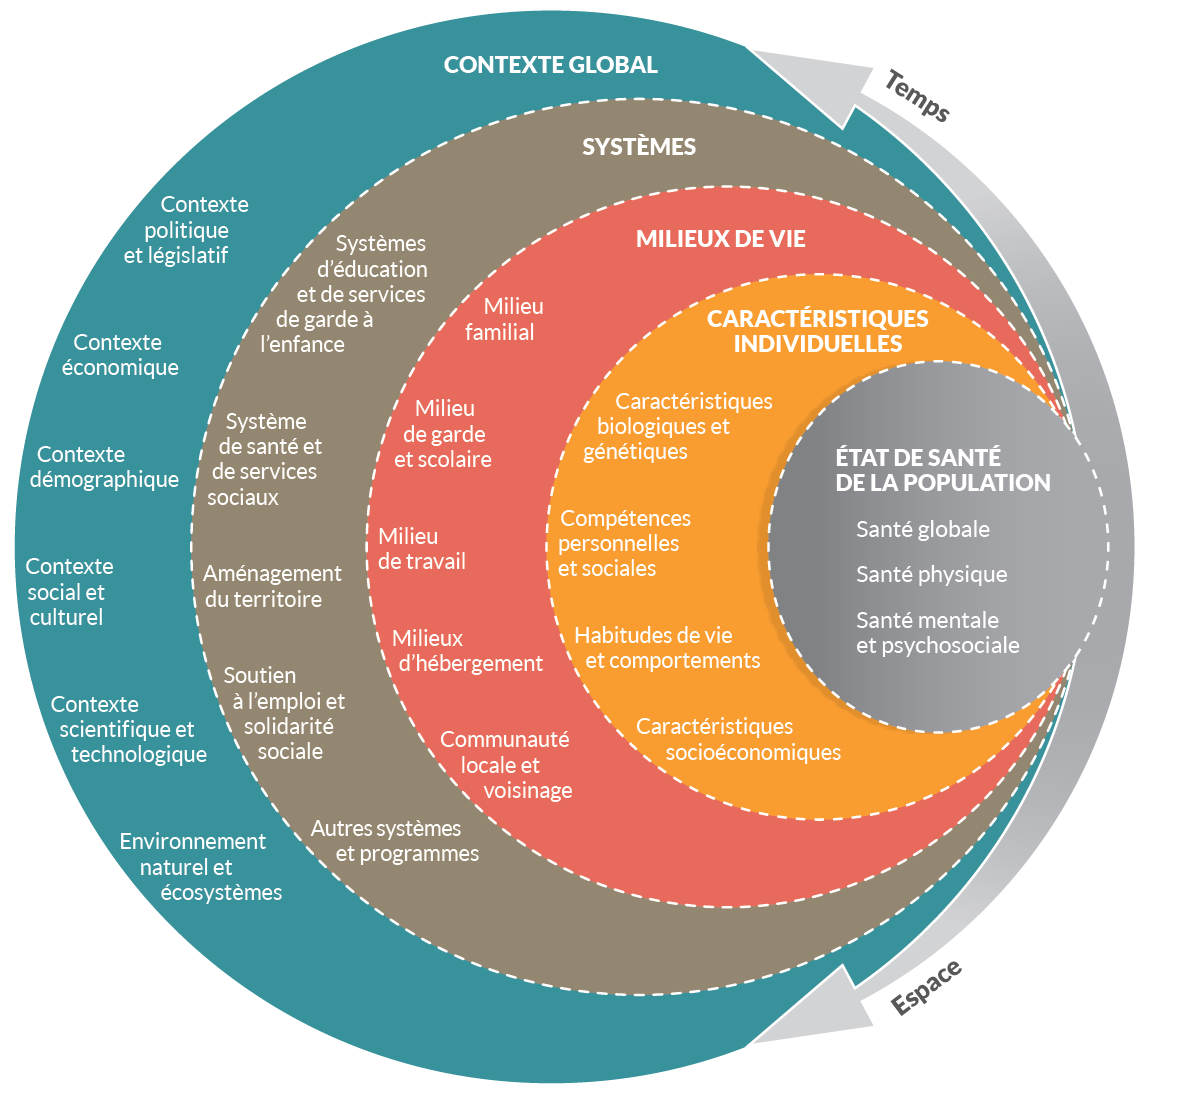 CONTEXTE GLOBAL
Contexte
politique
et législatif
Contexte
économique
Contexte
démographique
Contexte
social et
culturel
Contexte
scientifique et
technologique
Environnement
naturel et
écosystèmes
SYSTÈMES
Systèmes
d’éducation
et de services
de garde à
l’enfance
Système
de santé et
de services
sociaux
Aménagement
du territoire
Soutien
à l’emploi et
solidarité
sociale
Autres systèmes
et programmes
MILIEUX DE VIE
Milieu
familial
Milieu
de garde
et scolaire
Milieu
de travail
Milieux
d’hébergement
Communauté
locale et
voisinage
CARACTÉRISTIQUES
INDIVIDUELLES
Caractéristiques
biologiques et
génétiques
Compétences
personnelles
et sociales
Habitudes de vie
et comportements
Caractéristiques
socioéconomiques
ÉTAT DE SANTÉ
DE LA POPULATION
Santé globale
Santé physique
Santé mentale
et psychosociale
Temps
Espace